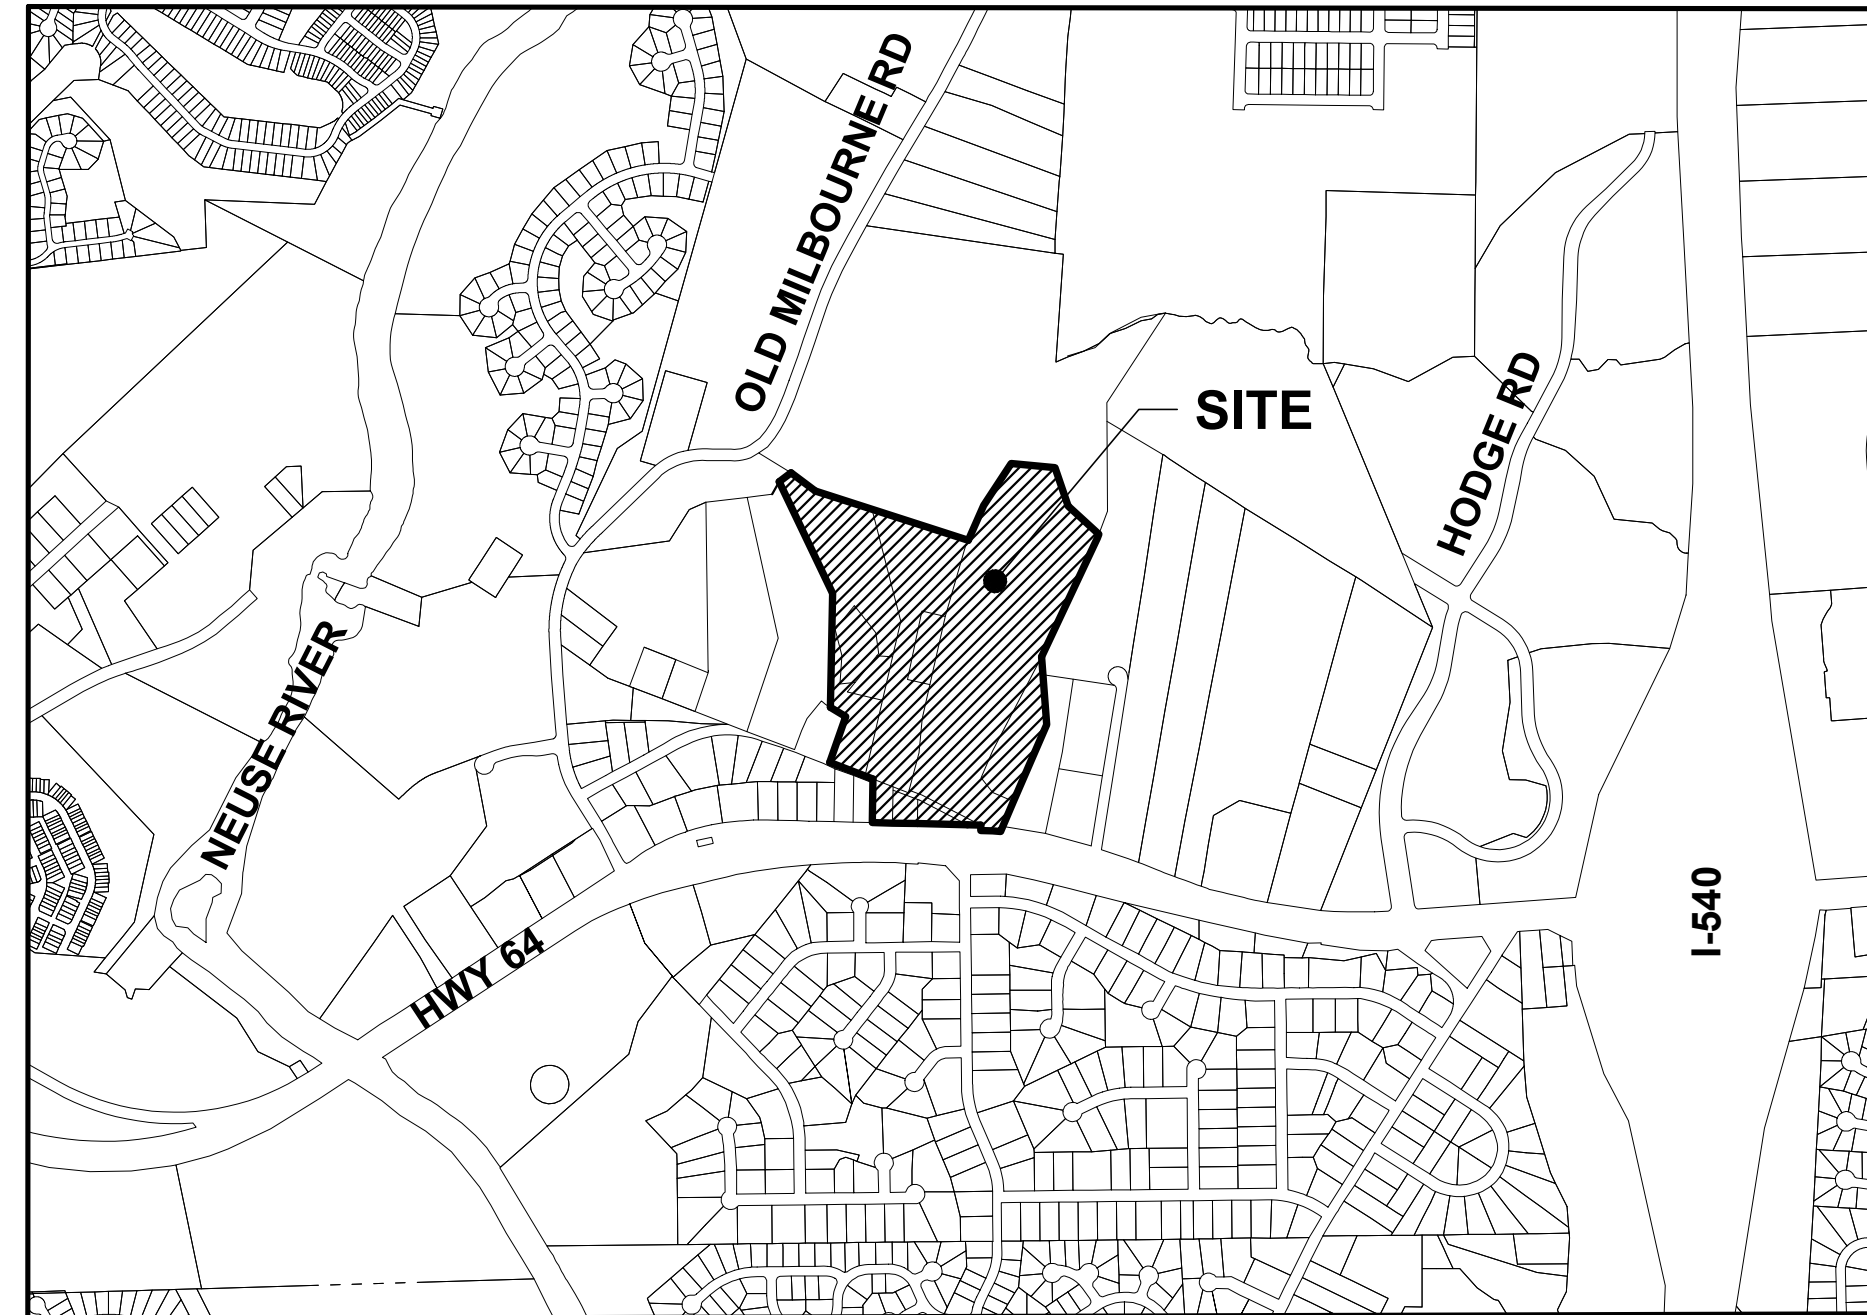 OLD MILBOURNE RD
SITE
HODGE RD
NEUSE RIVER
HWY 64
I-540